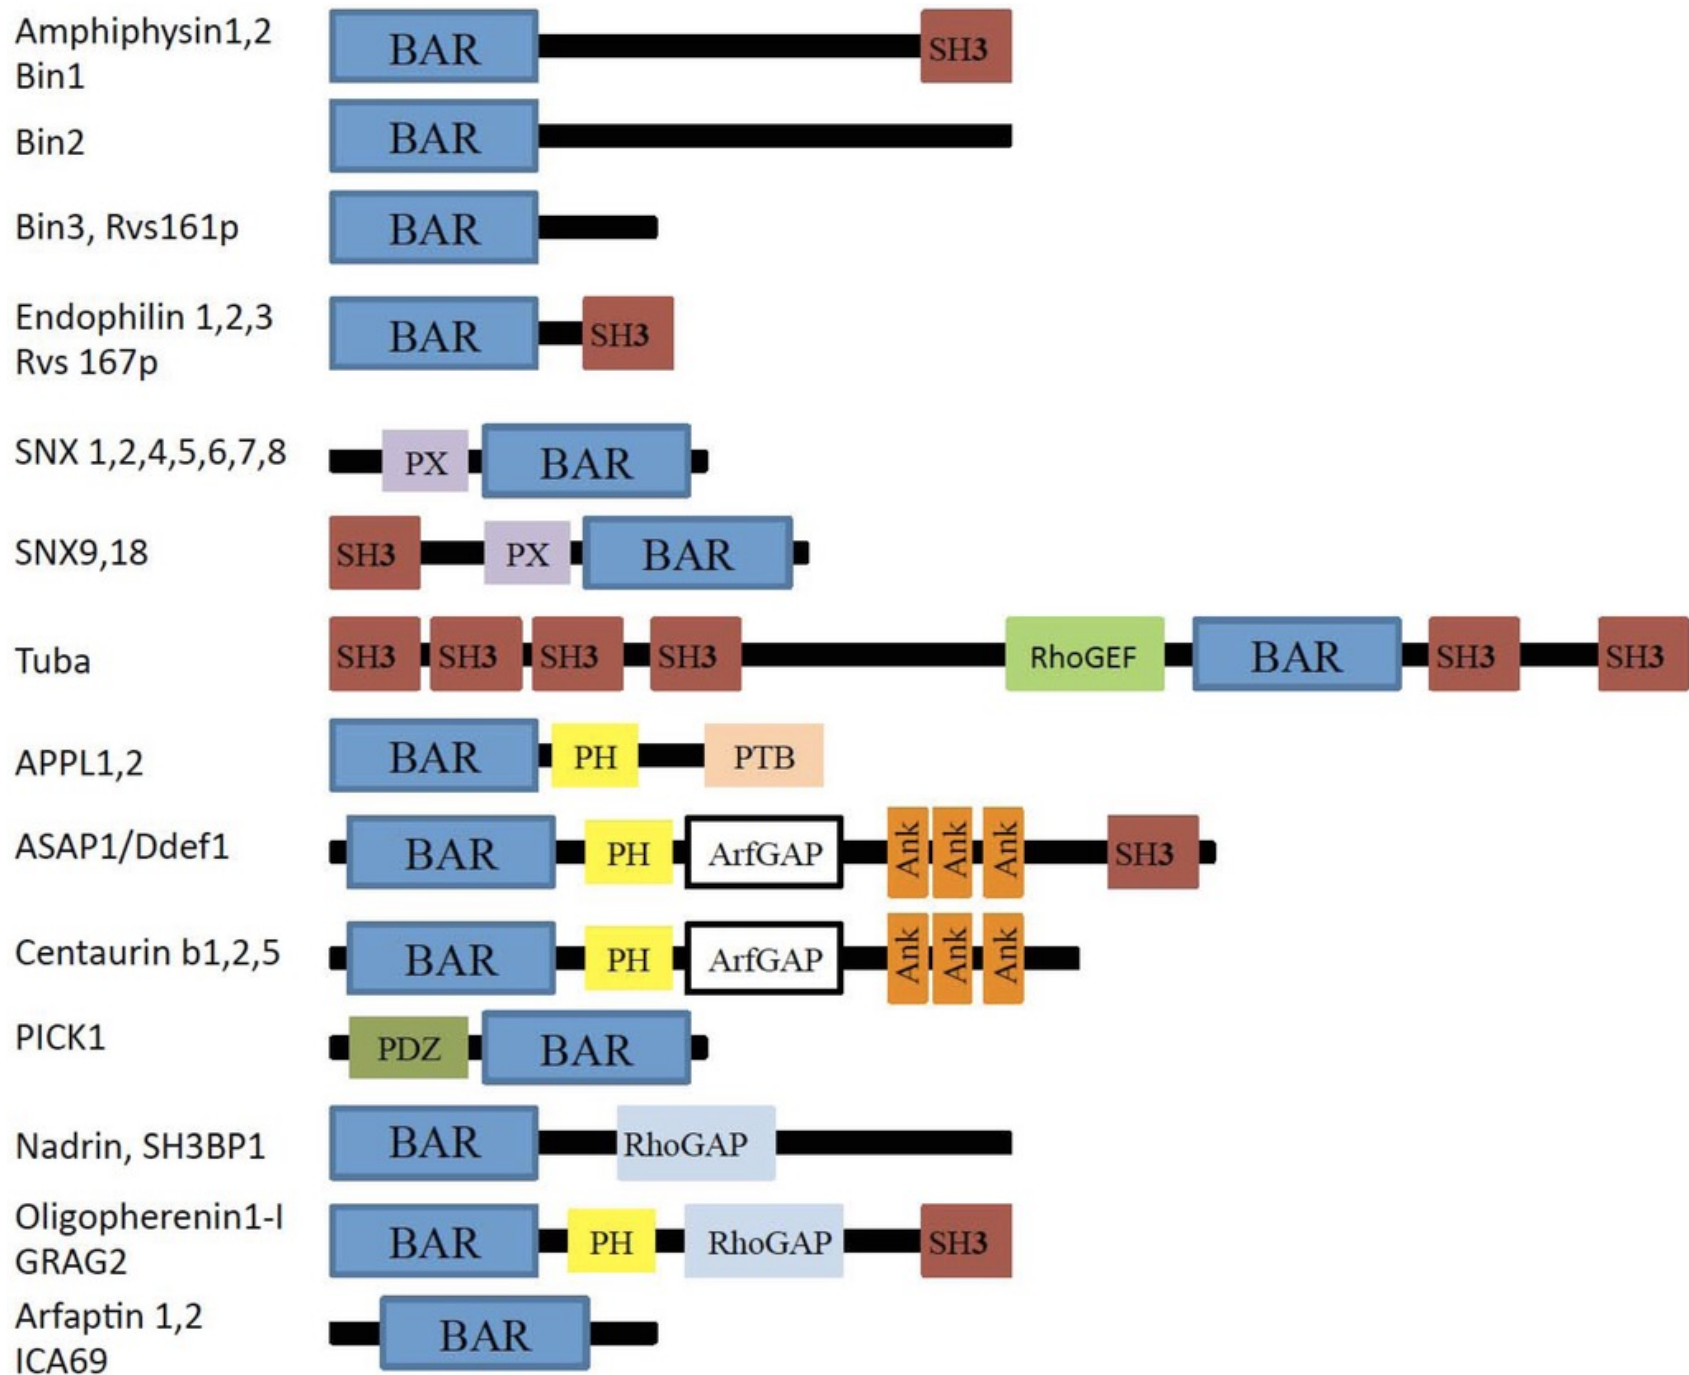 Amphiphysin1,2
Bin1
BAR SH3
Bin2
BAR
Bin3, Rvs161p
BAR
Endophilin 1,2,3
Rvs 167p
BAR SH3
SNX 1,2,4,5,6,7,8
PX BAR
SNX9,18
SH3 PX BAR
Tuba
SH3 SH3 SH3 SH3 RhoGEF BAR SH3 SH3
APPL1,2
BAR PH PTB
ASAP1/Ddef1
BAR PH ArfGAP Ank Ank Ank SH3
Centaurin b1,2,5
BAR PH ArfGAP Ank Ank Ank
PICK1
PDZ BAR
Nadrin, SH3BP1
BAR RhoGAP
Oligopherenin1-l
GRAG2
BAR PH RhoGAP SH3
Arfaptin 1,2
ICA69
BAR